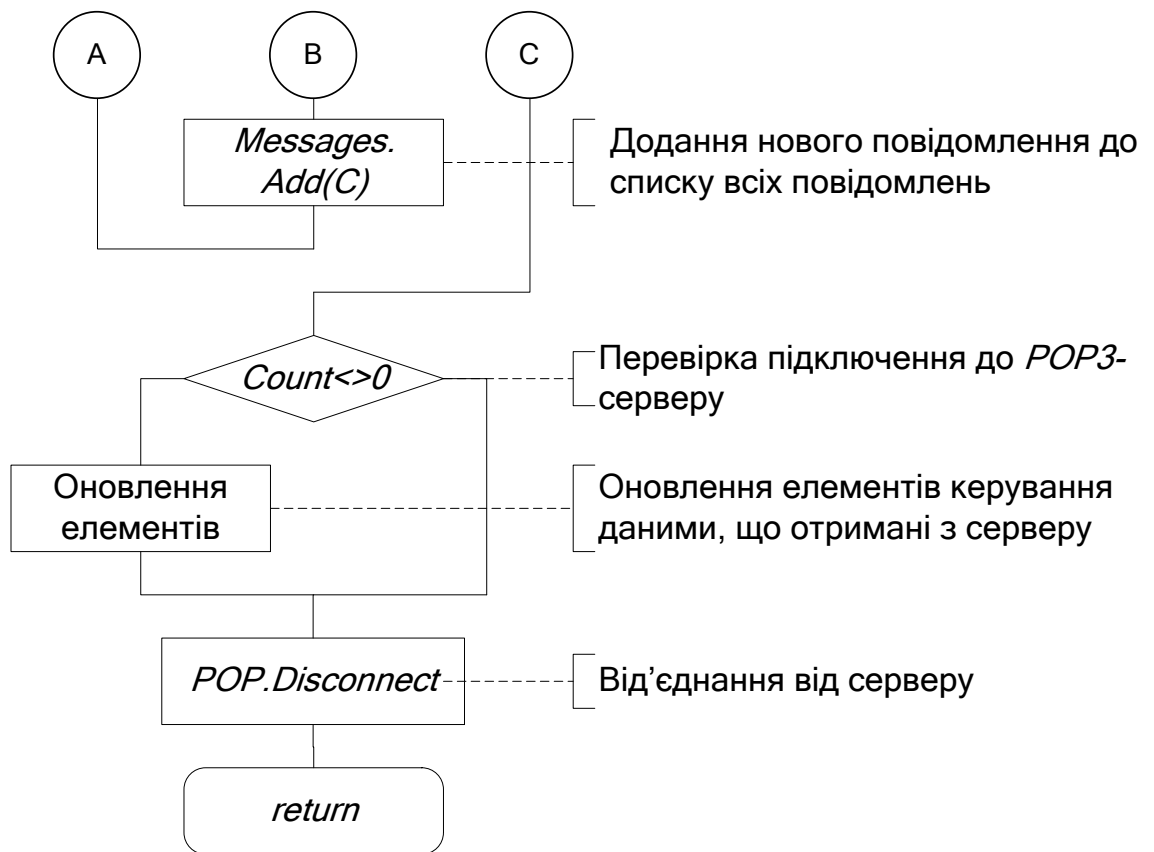 A
B
C
Messages.
Add(C)
Додання нового повідомлення до
списку всіх повідомлень
Count<>0
Перевірка підключення до POP3-
серверу
Оновлення
елементів
Оновлення елементів керування
даними, що отримані з серверу
POP.Disconnect
Від’єднання від серверу
return